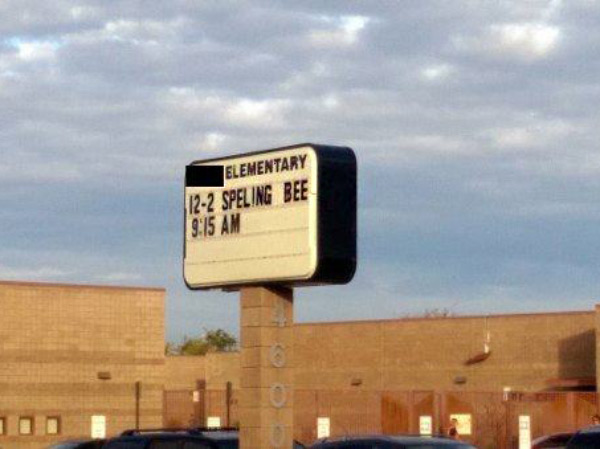 ELEMENTARY
12-2 SPELING BEE
9:15 AM
4600